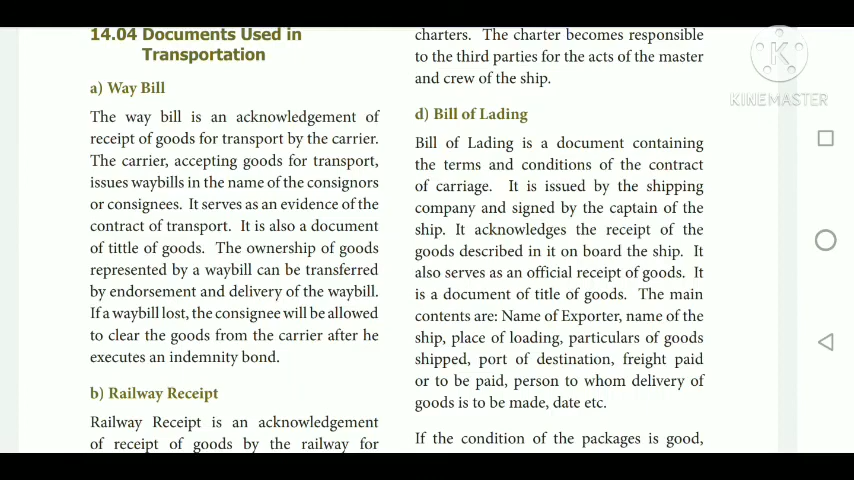 14.04 Documents Used in
Transportation
a) Way Bill
The way bill is an acknowledgement of
receipt of goods for transport by the carrier.
The carrier, accepting goods for transport,
issues waybills in the name of the consignors
or consignees. It serves as an evidence of the
contract of transport. It is also a document
of tittle of goods. The ownership of goods
represented by a waybill can be transferred
by endorsement and delivery of the waybill.
If a waybill lost, the consignee will be allowed
to clear the goods from the carrier after he
executes an indemnity bond.
b) Railway Receipt
Railway Receipt is an acknowledgement
of receipt of goods by the railway for
charters. The charter becomes responsible
to the third parties for the acts of the master
and crew of the ship.
d) Bill of Lading
Bill of Lading is a document containing
the terms and conditions of the contract
of carriage. It is issued by the shipping
company and signed by the captain of the
ship. It acknowledges the receipt of the
goods described in it on board the ship. It
also serves as an official receipt of goods. It
is a document of title of goods. The main
contents are: Name of Exporter, name of the
ship, place of loading, particulars of goods
shipped, port of destination, freight paid
or to be paid, person to whom delivery of
goods is to be made, date etc.
If the condition of the packages is good,
K
KINEMASTER